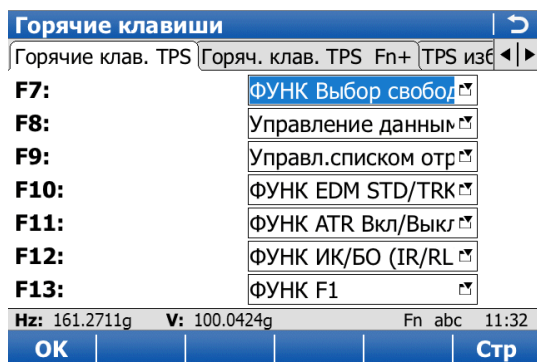 Горячие клавиши
Горячие клав. TPS Горяч. клав. TPS Fn+ TPS изб
F7: ФУНК Выбор свобод
F8: Управление данным
F9: Управл.списком отр
F10: ФУНК EDM STD/TRK
F11: ФУНК ATR Вкл/Выкл
F12: ФУНК ИК/БО (IR/RL
F13: ФУНК F1
Hz: 161.2711g V: 100.0424g Fn abc 11:32
OK Стр